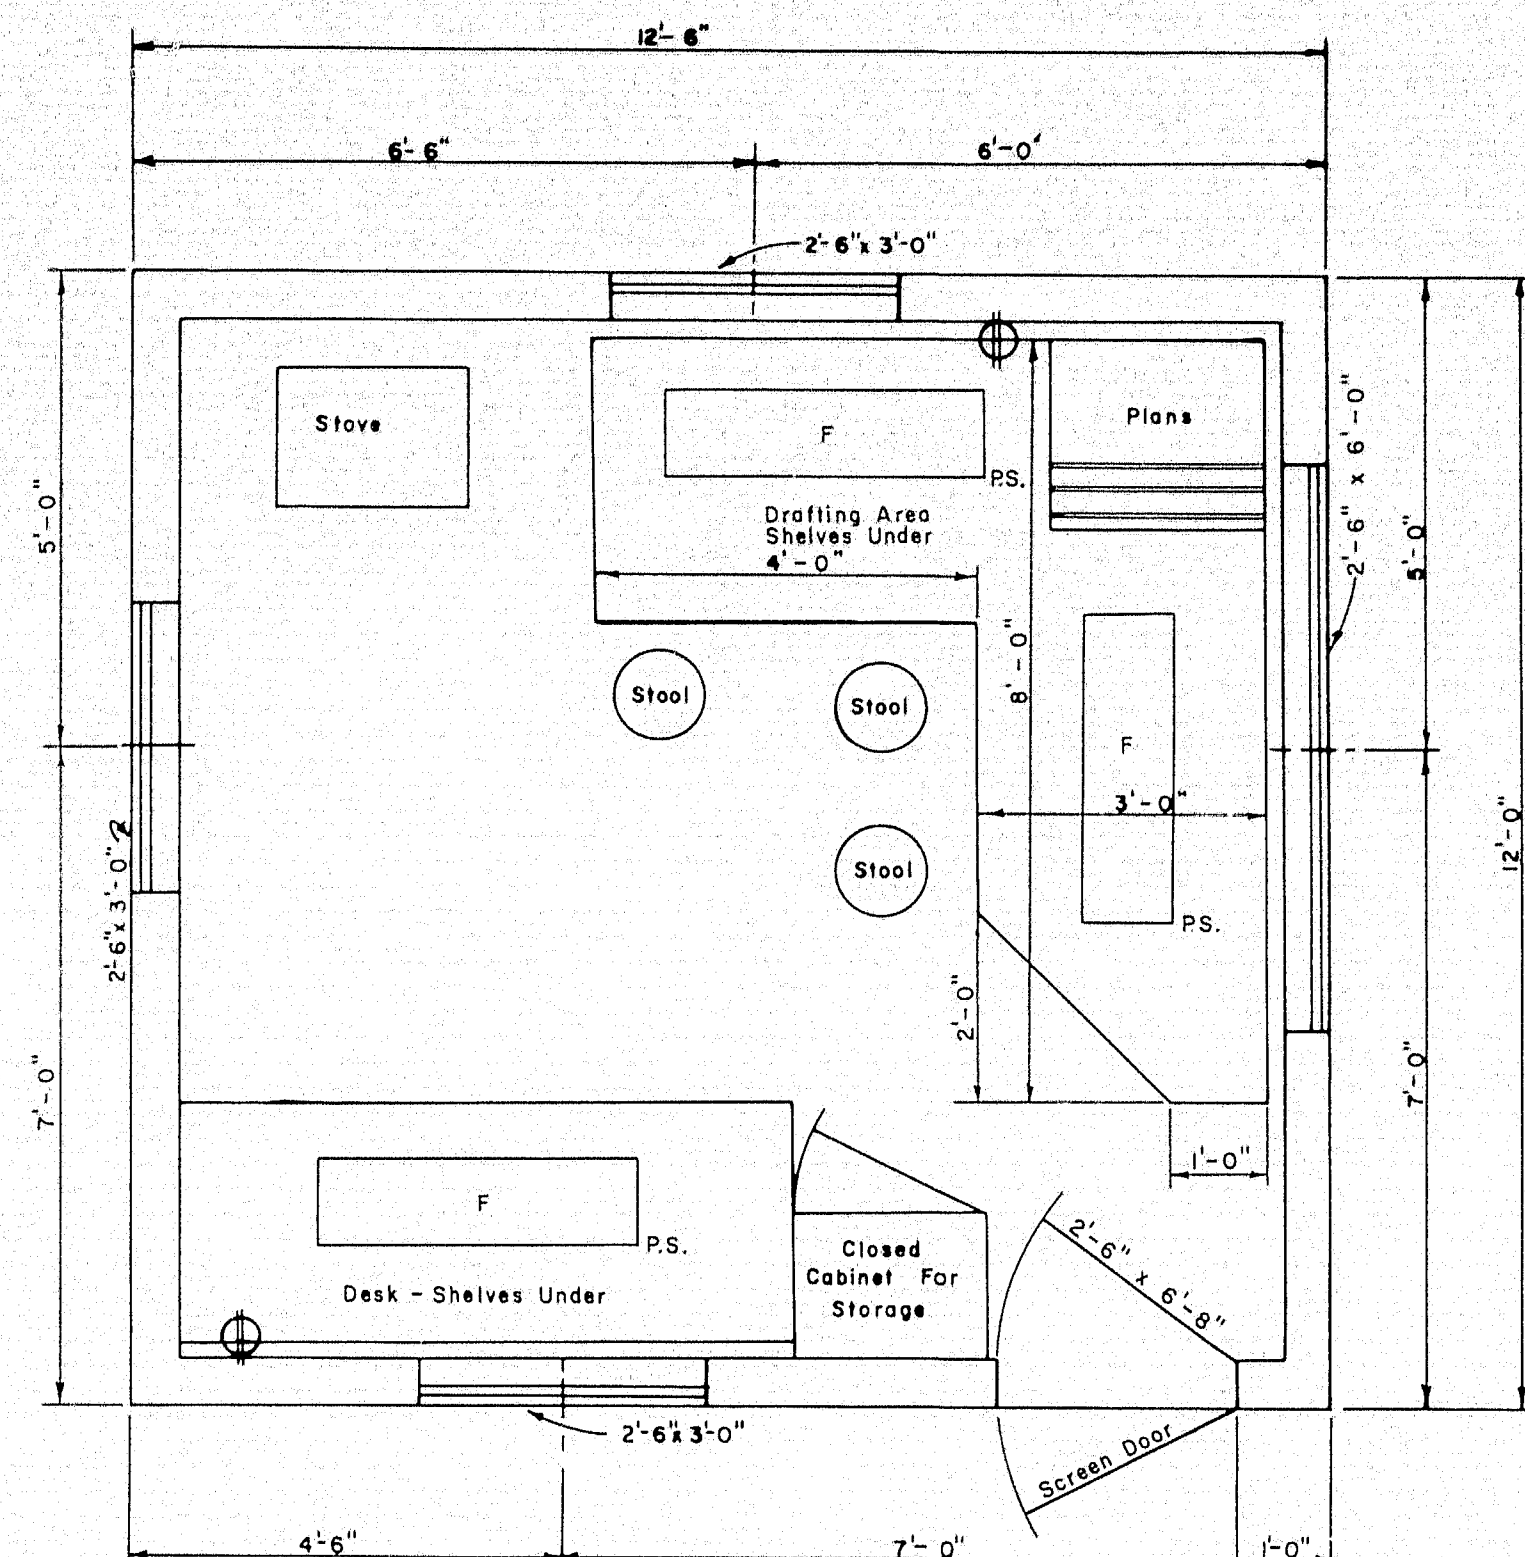 12'-6"
6'-6"
6'-0'
2'-6"x 3'-0"
Stove
F
P.S.
Plans
Drafting Area
Shelves Under
4'-0"
5'-0"
2'-6" x 6'-0"
5'-0"
8'-0"
Stool
Stool
F
3'-0"
12'-0"
2'-6"x 3'-0"
Stool
P.S.
2'-0"
7'-0"
7'-0"
1'-0"
F
P.S.
Desk - Shelves Under
Closed
Cabinet For
Storage
2'-6" x 6'-8"
2'-6"x 3'-0"
Screen Door
4'-6"
7'-0"
1'-0"